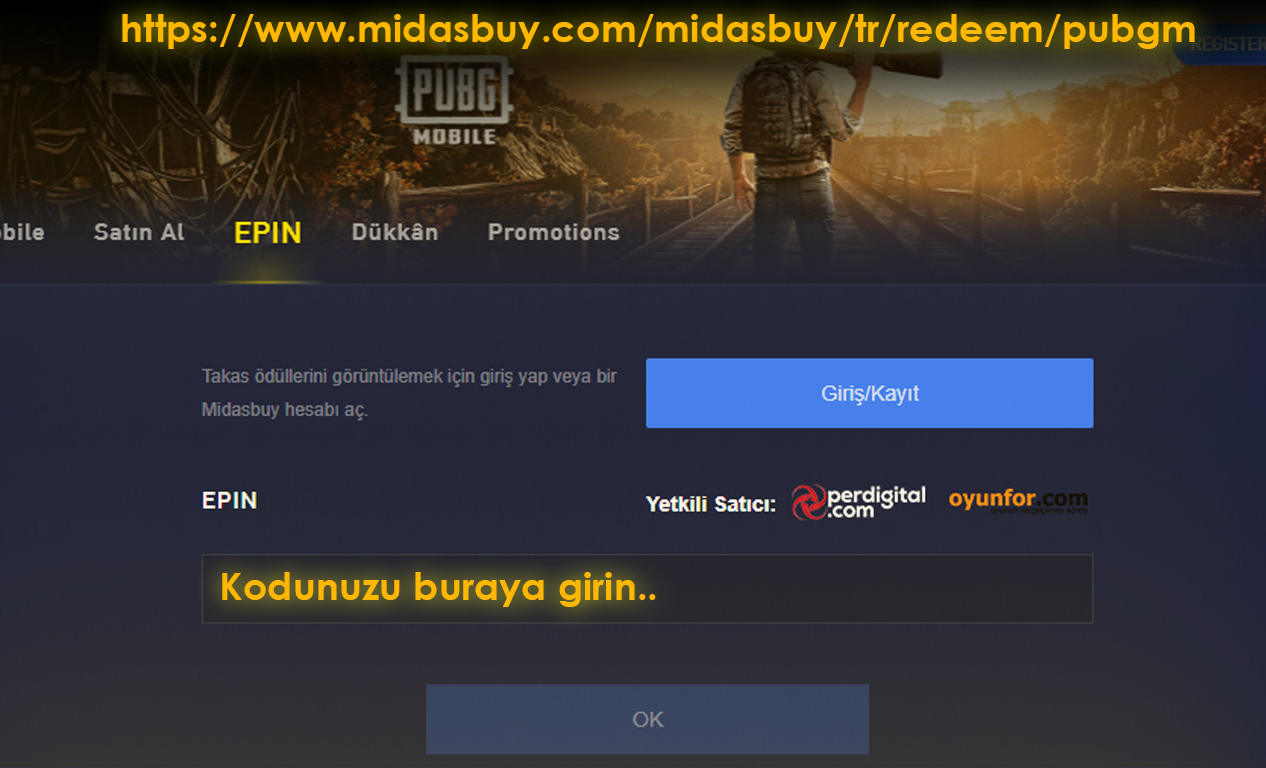 https://www.midasbuy.com/midasbuy/tr/redeem/pubgm
REGISTER
PUBG
MOBILE
obile Satın Al EPIN Dükkân Promotions
Takas ödüllerini görüntülemek için giriş yap veya bir
Midasbuy hesabı aç.
Giriş/Kayıt
EPIN
Yetkili Satıcı: perdigital.com oyunfor.com
Kodunuzu buraya girin..
OK